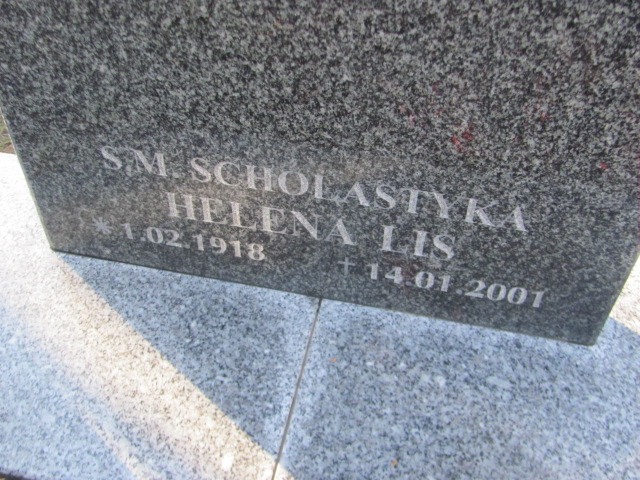 S.M. SCHOLASTYKA
HELENA LIS
* 1.02.1918 † 14.01.2001